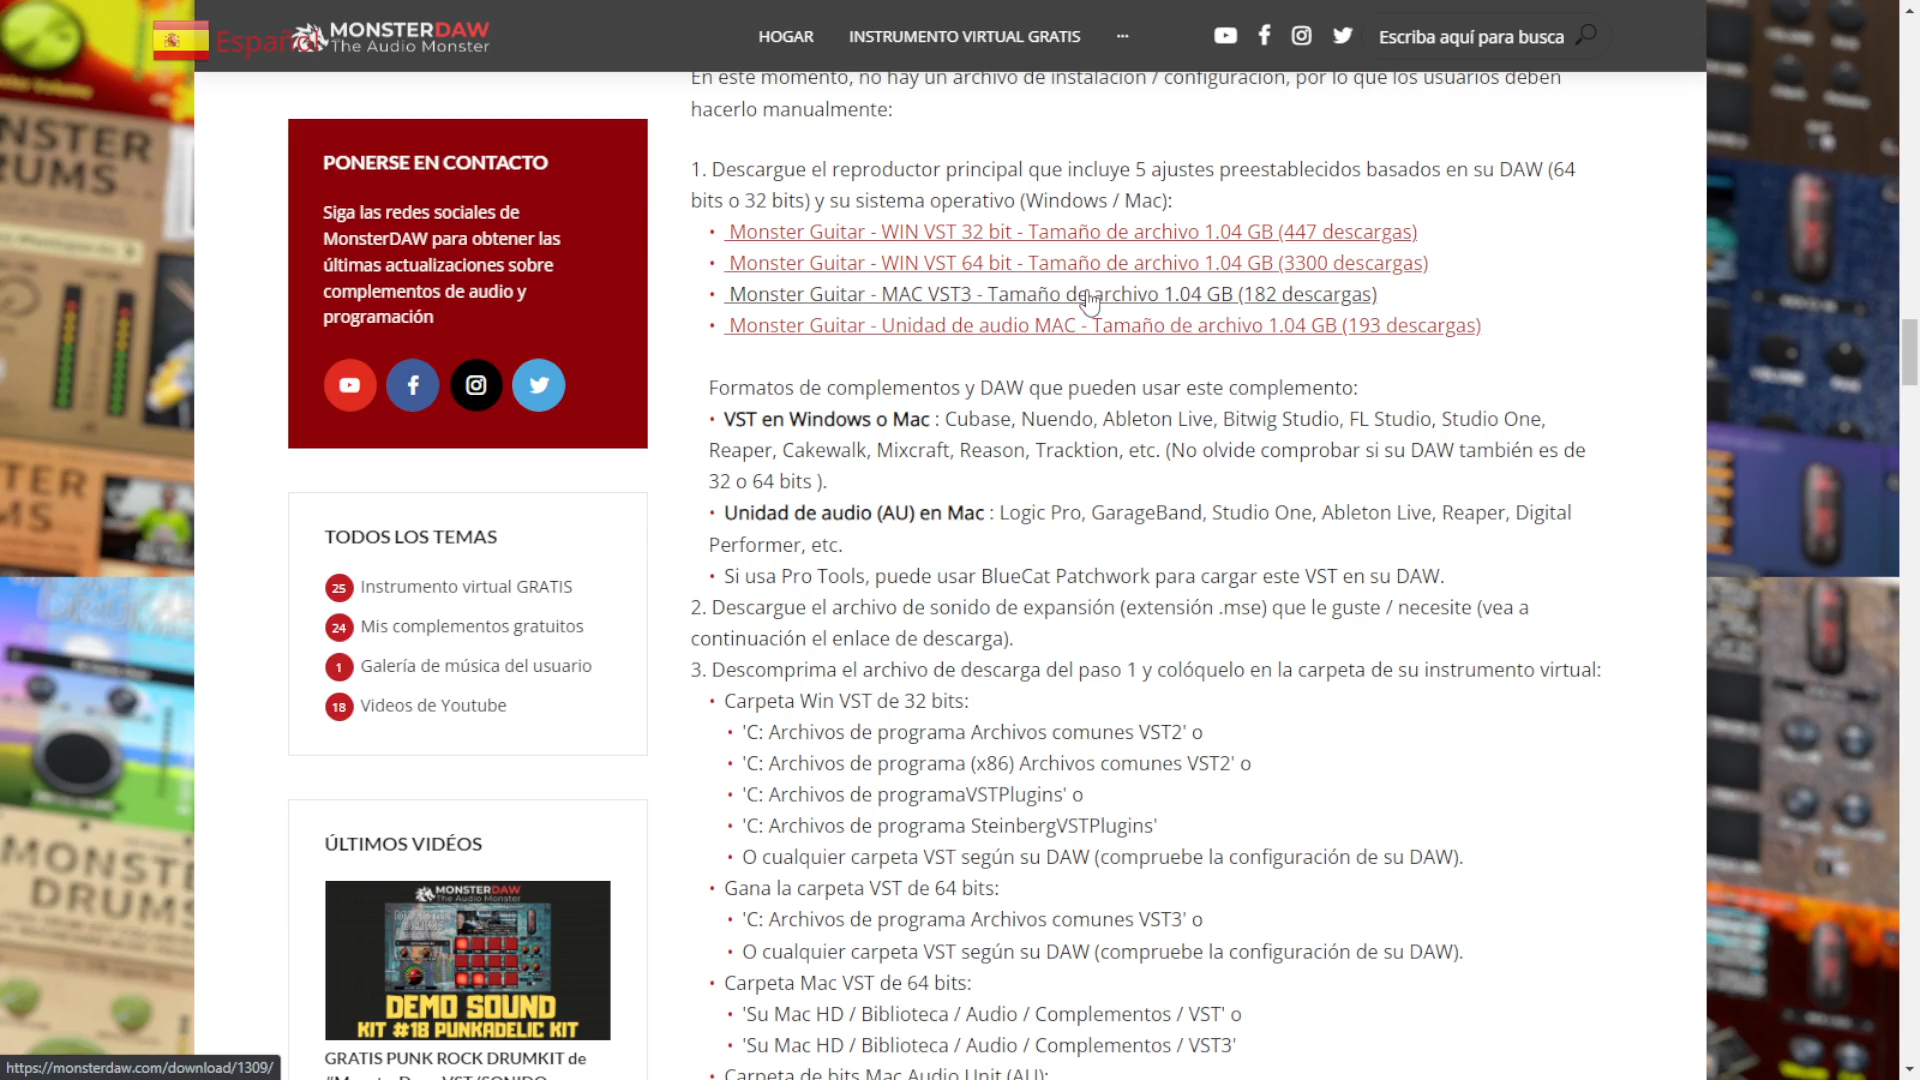 Español
MONSTERDAW
The Audio Monster
HOGAR
INSTRUMENTO VIRTUAL GRATIS
···
Escriba aquí para busca
En este momento, no hay un archivo de instalación / configuración, por lo que los usuarios deben
hacerlo manualmente:
1. Descargue el reproductor principal que incluye 5 ajustes preestablecidos basados en su DAW (64
bits o 32 bits) y su sistema operativo (Windows / Mac):
• Monster Guitar - WIN VST 32 bit - Tamaño de archivo 1.04 GB (447 descargas)
• Monster Guitar - WIN VST 64 bit - Tamaño de archivo 1.04 GB (3300 descargas)
• Monster Guitar - MAC VST3 - Tamaño de archivo 1.04 GB (182 descargas)
• Monster Guitar - Unidad de audio MAC - Tamaño de archivo 1.04 GB (193 descargas)
Formatos de complementos y DAW que pueden usar este complemento:
• VST en Windows o Mac : Cubase, Nuendo, Ableton Live, Bitwig Studio, FL Studio, Studio One,
Reaper, Cakewalk, Mixcraft, Reason, Tracktion, etc. (No olvide comprobar si su DAW también es de
32 o 64 bits ).
• Unidad de audio (AU) en Mac : Logic Pro, GarageBand, Studio One, Ableton Live, Reaper, Digital
Performer, etc.
• Si usa Pro Tools, puede usar BlueCat Patchwork para cargar este VST en su DAW.
2. Descargue el archivo de sonido de expansión (extensión .mse) que le guste / necesite (vea a
continuación el enlace de descarga).
3. Descomprima el archivo de descarga del paso 1 y colóquelo en la carpeta de su instrumento virtual:
• Carpeta Win VST de 32 bits:
• 'C: Archivos de programa Archivos comunes VST2' o
• 'C: Archivos de programa (x86) Archivos comunes VST2' o
• 'C: Archivos de programaVSTPlugins' o
• 'C: Archivos de programa SteinbergVSTPlugins'
• O cualquier carpeta VST según su DAW (compruebe la configuración de su DAW).
• Gana la carpeta VST de 64 bits:
• 'C: Archivos de programa Archivos comunes VST3' o
• O cualquier carpeta VST según su DAW (compruebe la configuración de su DAW).
• Carpeta Mac VST de 64 bits:
• 'Su Mac HD / Biblioteca / Audio / Complementos / VST' o
• 'Su Mac HD / Biblioteca / Audio / Complementos / VST3'
• Carpeta de bits Mac Audio Unit (AU):
PONERSE EN CONTACTO
Siga las redes sociales de
MonsterDAW para obtener las
últimas actualizaciones sobre
complementos de audio y
programación
TODOS LOS TEMAS
25 Instrumento virtual GRATIS
24 Mis complementos gratuitos
1 Galería de música del usuario
18 Videos de Youtube
ÚLTIMOS VIDÉOS
MONSTERDAW
The Audio Monster
DEMO SOUND
KIT #18 PUNKADELIC KIT
GRATIS PUNK ROCK DRUMKIT de
https://monsterdaw.com/download/1309/